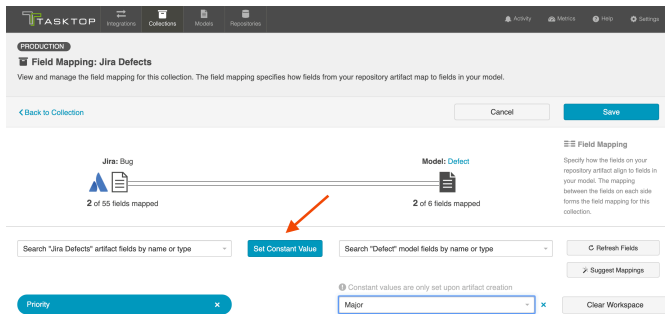 TASKTOP
Integrations
Collections
Models
Repositories
Activity
Metrics
Help
Settings
PRODUCTION
Field Mapping: Jira Defects
View and manage the field mapping for this collection. The field mapping specifies how fields from your repository artifact map to fields in your model.
Back to Collection
Cancel
Save
Jira: Bug
2 of 55 fields mapped
Model: Defect
2 of 6 fields mapped
Field Mapping
Specify how the fields on your
repository artifact align to fields in
your model. The mapping
between the fields on each side
forms the field mapping for this
collection.
Search "Jira Defects" artifact fields by name or type
Set Constant Value
Search "Defect" model fields by name or type
Refresh Fields
Suggest Mappings
Constant values are only set upon artifact creation
Priority
Major
Clear Workspace